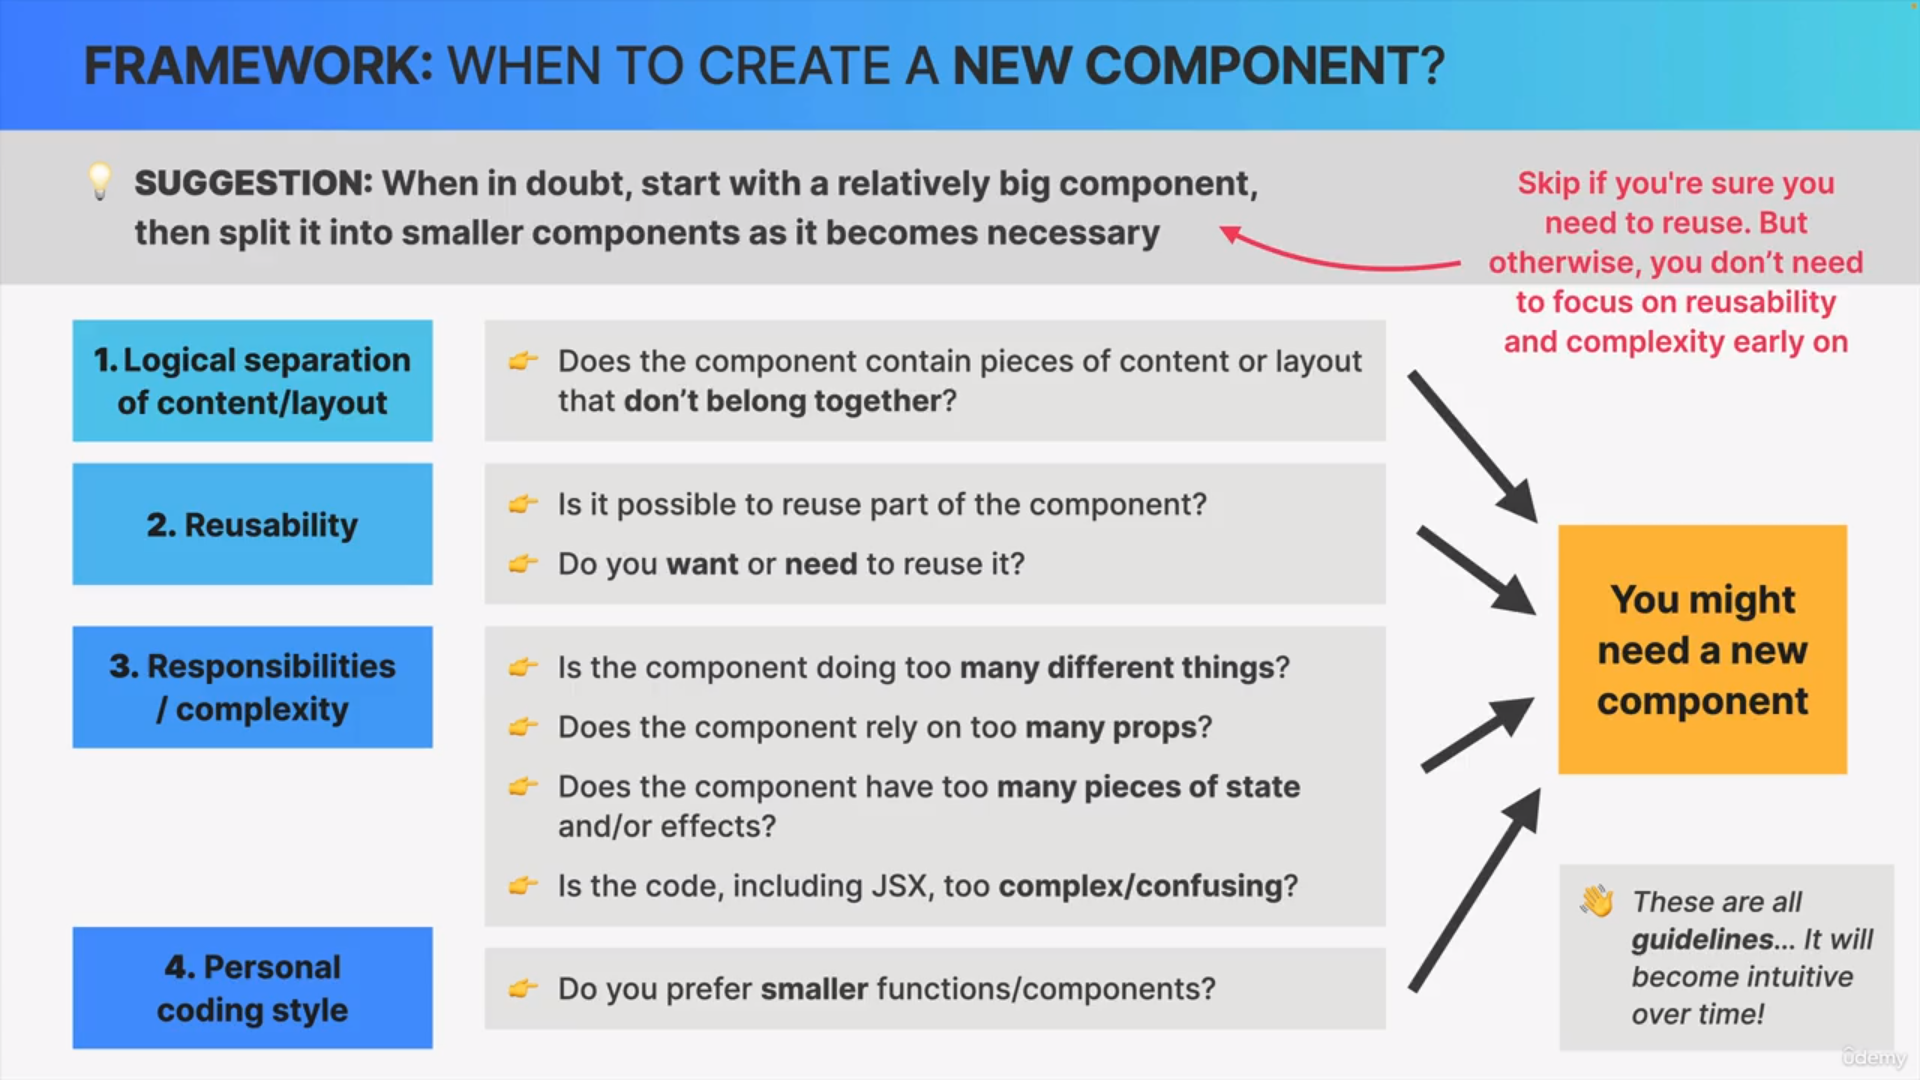 FRAMEWORK: WHEN TO CREATE A NEW COMPONENT?
SUGGESTION: When in doubt, start with a relatively big component,
then split it into smaller components as it becomes necessary
Skip if you're sure you
need to reuse. But
otherwise, you don’t need
to focus on reusability
and complexity early on
1. Logical separation
of content/layout
Does the component contain pieces of content or layout
that don’t belong together?
2. Reusability
Is it possible to reuse part of the component?
Do you want or need to reuse it?
3. Responsibilities
/ complexity
Is the component doing too many different things?
Does the component rely on too many props?
Does the component have too many pieces of state
and/or effects?
Is the code, including JSX, too complex/confusing?
4. Personal
coding style
Do you prefer smaller functions/components?
You might
need a new
component
These are all
guidelines... It will
become intuitive
over time!
ûdemy